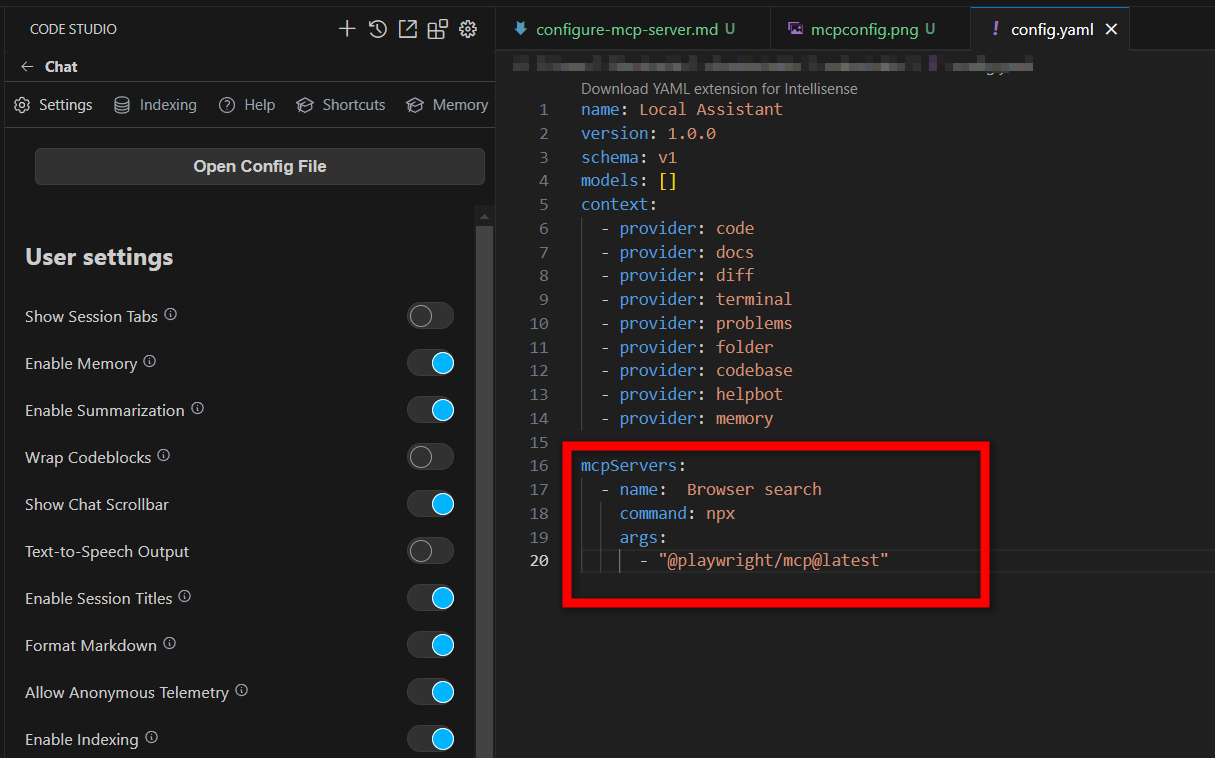 CODE STUDIO
Chat
Settings Indexing Help Shortcuts Memory
Open Config File
User settings
Show Session Tabs
Enable Memory
Enable Summarization
Wrap Codeblocks
Show Chat Scrollbar
Text-to-Speech Output
Enable Session Titles
Format Markdown
Allow Anonymous Telemetry
Enable Indexing
configure-mcp-server.md U mcpconfig.png U ! config.yaml
Download YAML extension for Intellisense
1 name: Local Assistant
2 version: 1.0.0
3 schema: v1
4 models: []
5 context:
6 - provider: code
7 - provider: docs
8 - provider: diff
9 - provider: terminal
10 - provider: problems
11 - provider: folder
12 - provider: codebase
13 - provider: helpbot
14 - provider: memory
15
16 mcpServers:
17 - name:  Browser search
18 command: npx
19 args:
20 - "@playwright/mcp@latest"